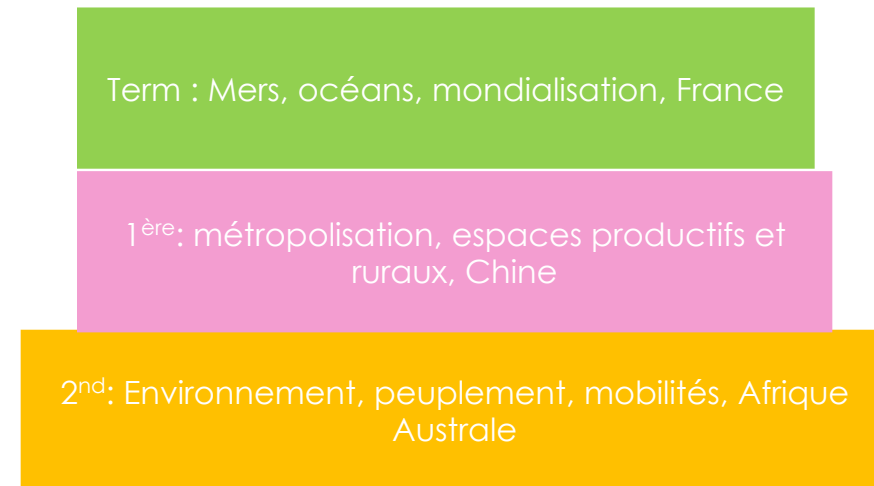 Term : Mers, océans, mondialisation, France
1ère: métropolisation, espaces productifs et
ruraux, Chine
2nd: Environnement, peuplement, mobilités, Afrique
Australe